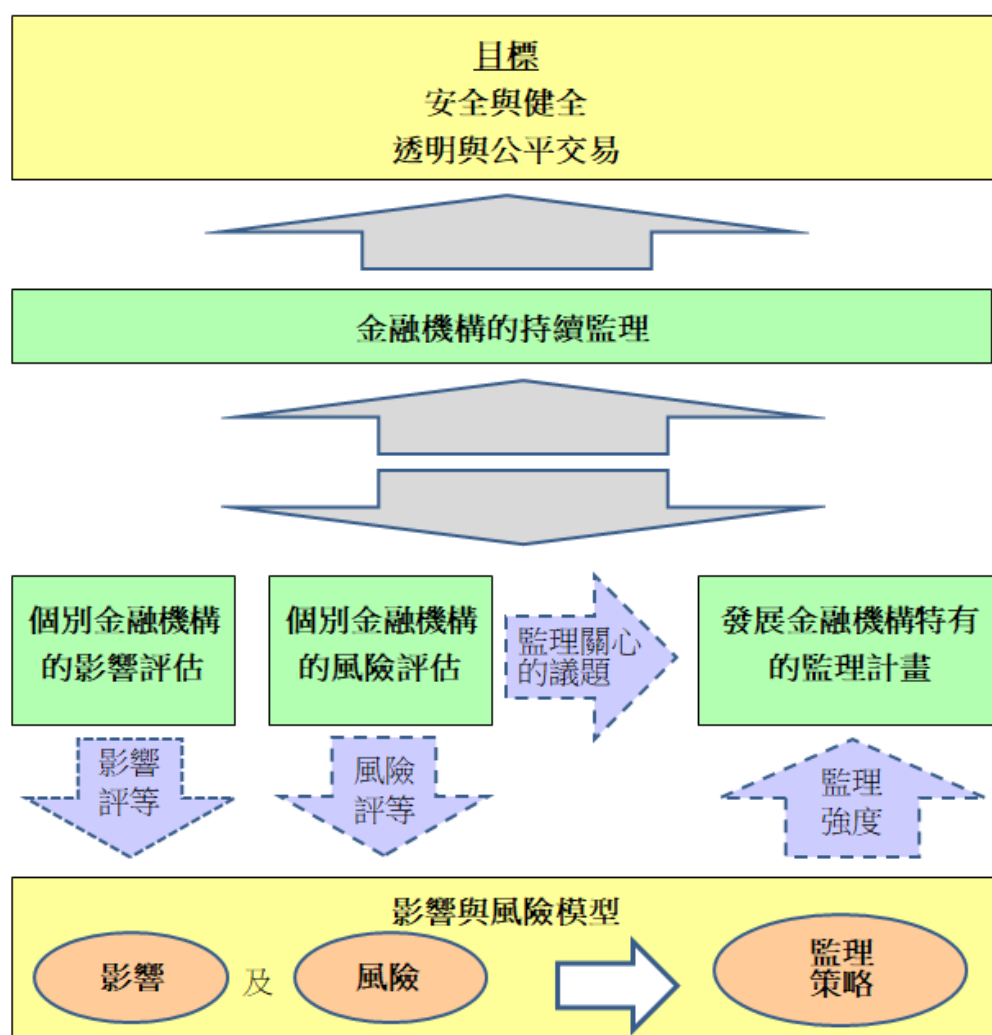 目標
安全與健全
透明與公平交易
金融機構的持續監理
個別金融機構
的影響評估
個別金融機構
的風險評估
監理關心
的議題
發展金融機構特有
的監理計畫
影響
評等
風險
評等
監理
強度
影響與風險模型
影響
及
風險
監理
策略